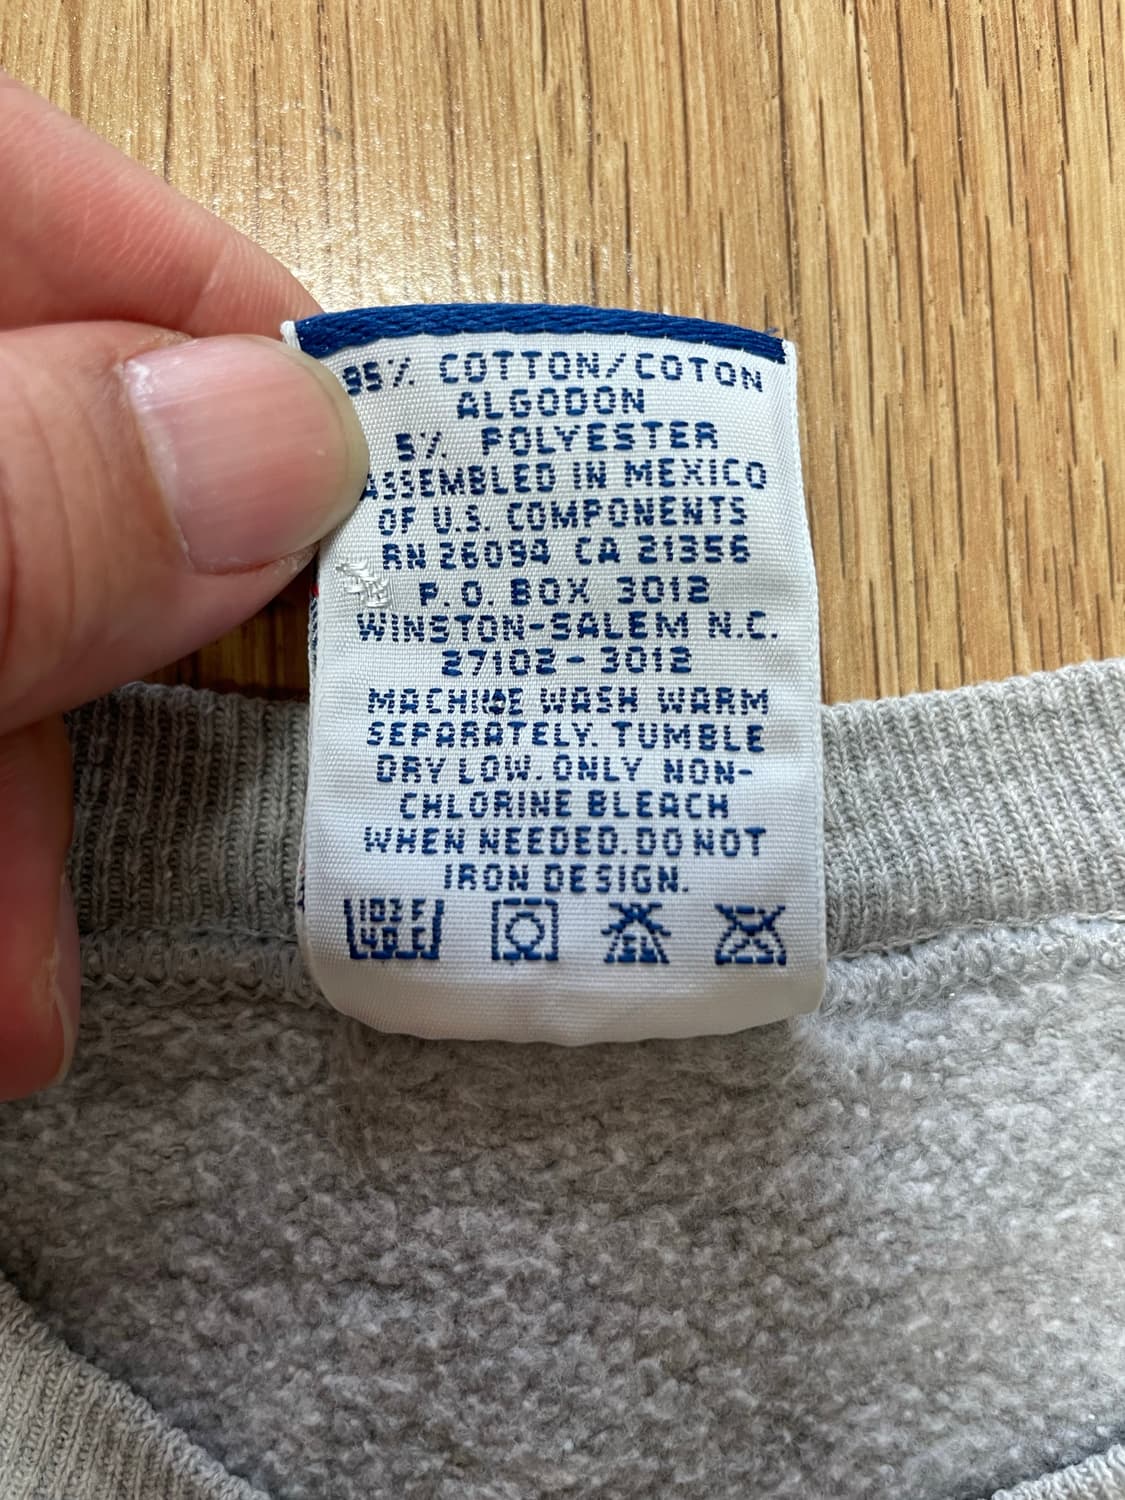 95% COTTON/COTON
ALGODON
5% POLYESTER
ASSEMBLED IN MEXICO
OF U.S. COMPONENTS
RN 26094 CA 21356
P.O. BOX 3012
WINSTON-SALEM N.C.
27102-3012
MACHINE WASH WARM
SEPARATELY. TUMBLE
DRY LOW. ONLY NON-
CHLORINE BLEACH
WHEN NEEDED. DO NOT
IRON DESIGN.
103 F
40 C